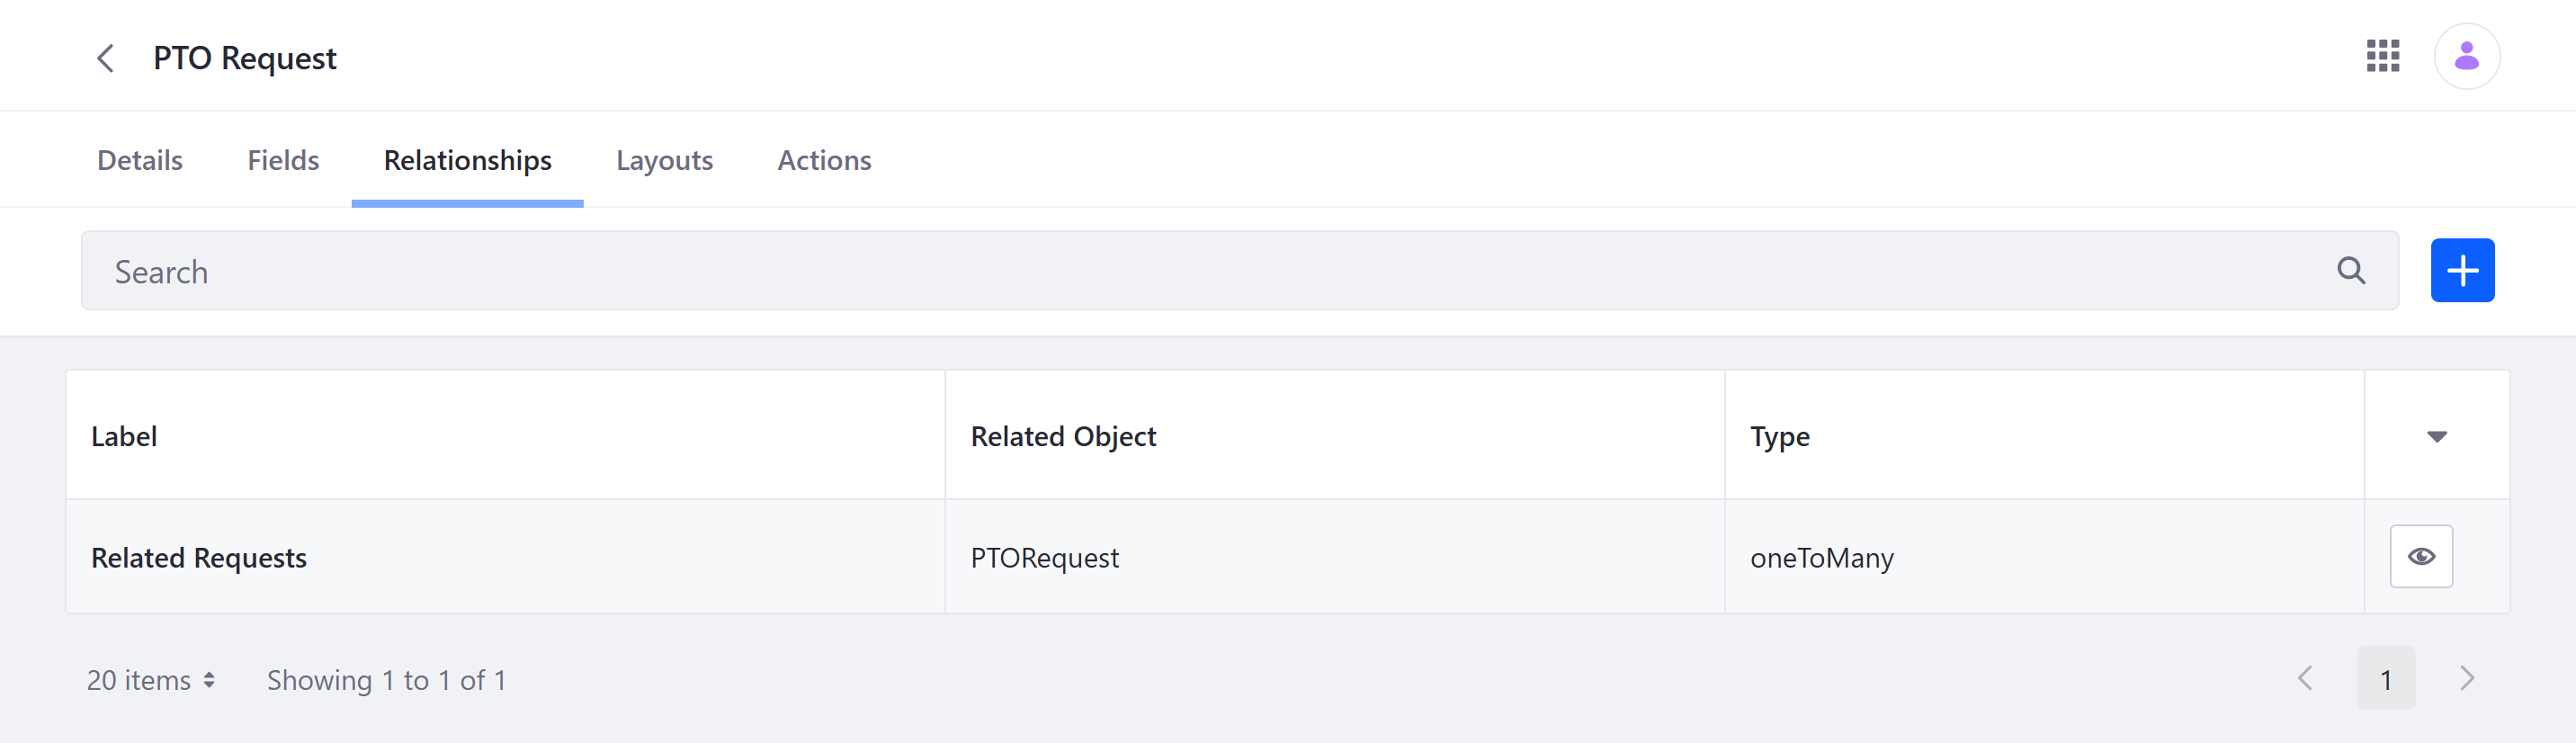 PTO Request
Details Fields Relationships Layouts Actions
Search
Label Related Object Type
Related Requests PTORequest oneToMany
20 items Showing 1 to 1 of 1 1